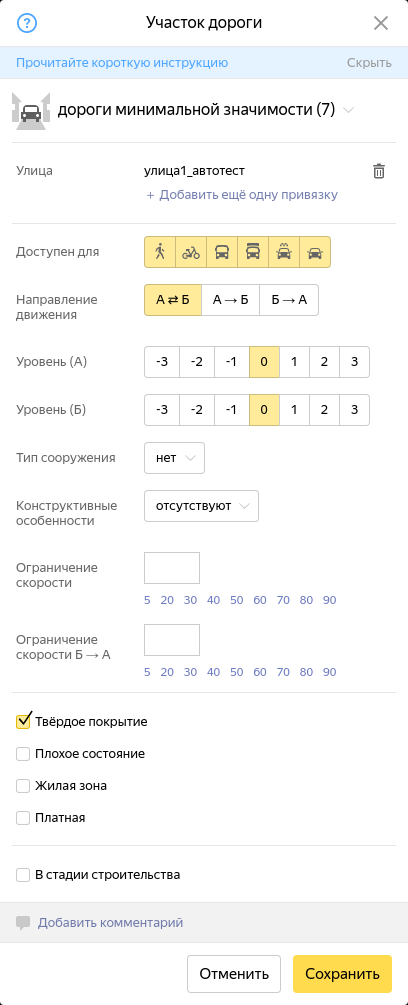 Участок дороги
Прочитайте короткую инструкцию Скрыть
дороги минимальной значимости (7)
Улица улица1_автотест
+ Добавить ещё одну привязку
Доступен для
Направление
движения
А ⇄ Б А → Б Б → А
Уровень (А) -3 -2 -1 0 1 2 3
Уровень (Б) -3 -2 -1 0 1 2 3
Тип сооружения нет
Конструктивные
особенности
отсутствуют
Ограничение
скорости
5 20 30 40 50 60 70 80 90
Ограничение
скорости Б → А
5 20 30 40 50 60 70 80 90
Твёрдое покрытие
Плохое состояние
Жилая зона
Платная
В стадии строительства
Добавить комментарий
Отменить Сохранить